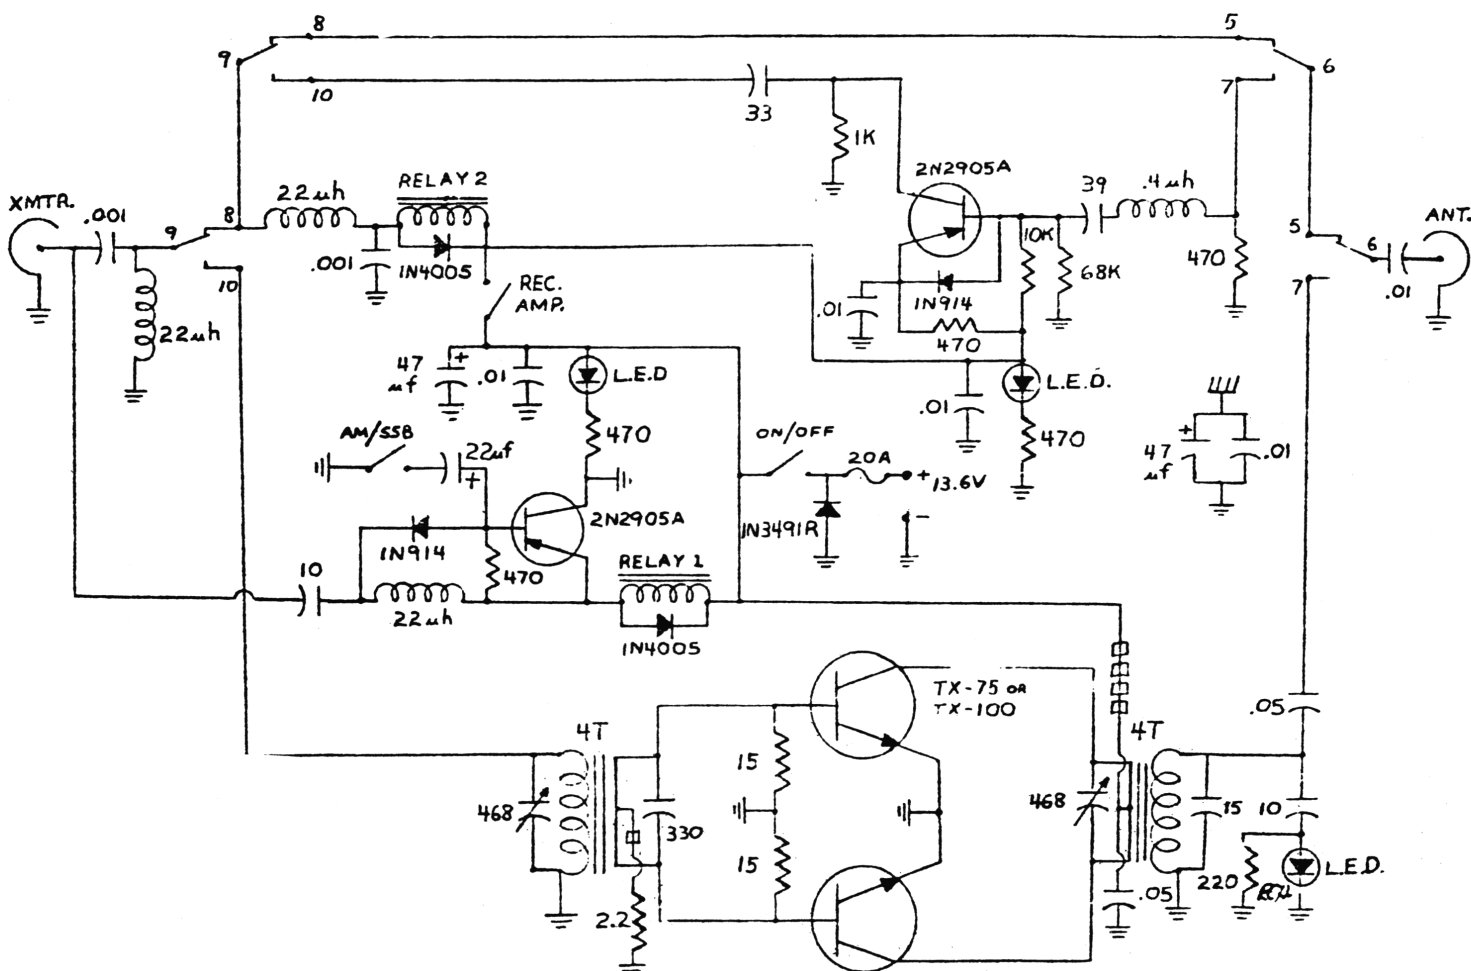 8
5
9
6
10
7
33
1K
2N2905A
RELAY 2
22 uh
39
.4 uh
XMTR.
.001
9
8
ANT.
5
6
10K
68K
470
.001
1N4005
10
REC.
AMP.
7
.01
22uh
.01
1N914
470
47
uf
+
.01
L.E.D
L.E.D.
.01
AM/SSB
470
ON/OFF
470
+
47
uf
.01
22uf
+
20A
+
13.6V
2N2905A
1N3491R
-
1N914
10
470
RELAY 1
22uh
1N4005
TX-75 OR
TX-100
.05
4T
4T
15
468
330
468
15
10
15
L.E.D.
2.2
.05
220